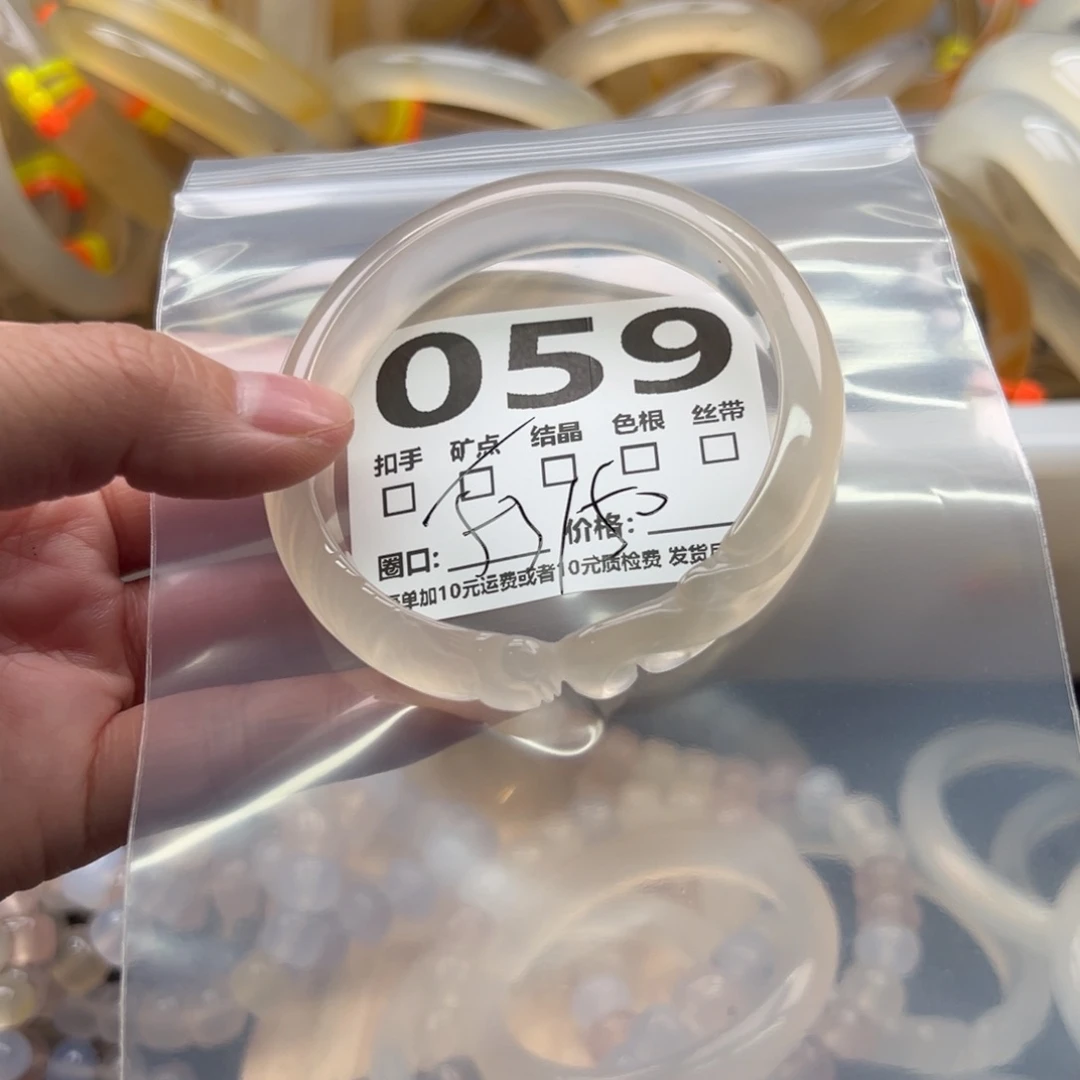 059
扣手 矿点 结晶 色根 丝带
圈口: 价格:
单加10元运费或者10元质检费 发货